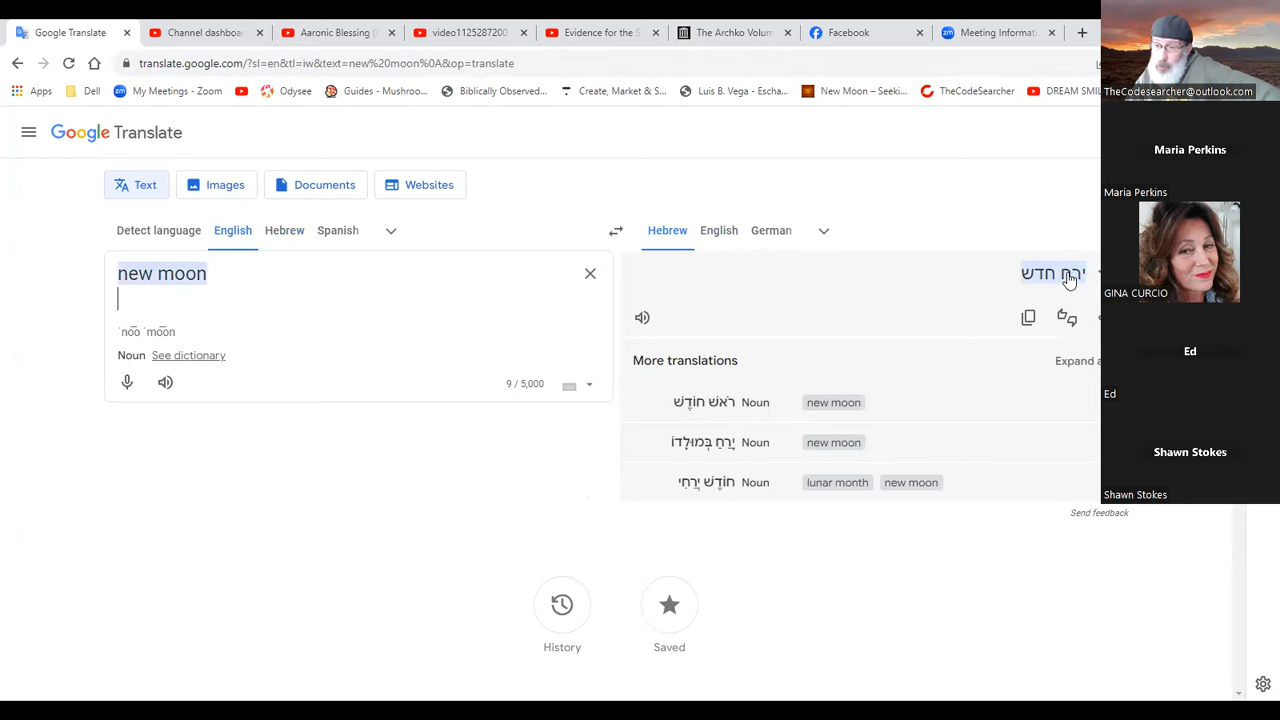 Google Translate
Channel dashboa
Aaronic Blessing (
video1125287200
Evidence for the S
The Archko Volum
Facebook
Meeting Informati
translate.google.com/?sl=en&tl=iw&text=new%20moon%0A&op=translate
Apps
Dell
My Meetings - Zoom
Odysee
Guides - Mushroo...
Biblically Observed...
Create, Market & S...
Luis B. Vega - Escha...
New Moon – Seeki...
TheCodesearcher
DREAM SMIL
TheCodeSearcher@outlook.com
Google Translate
Text
Images
Documents
Websites
Detect language
English
Hebrew
Spanish
Hebrew
English
German
new moon
ירח חדש
ˈno͞o ˈmo͞on
Noun See dictionary
9 / 5,000
More translations
Expand a
רֹאשׁ חוֹדֶשׁ Noun new moon
יָרֵחַ בְּמוּלָדוֹ Noun new moon
חוֹדֶשׁ יְרֵחִי Noun lunar month new moon
Send feedback
History
Saved
Maria Perkins
Maria Perkins
GINA CURCIO
Ed
Ed
Shawn Stokes
Shawn Stokes